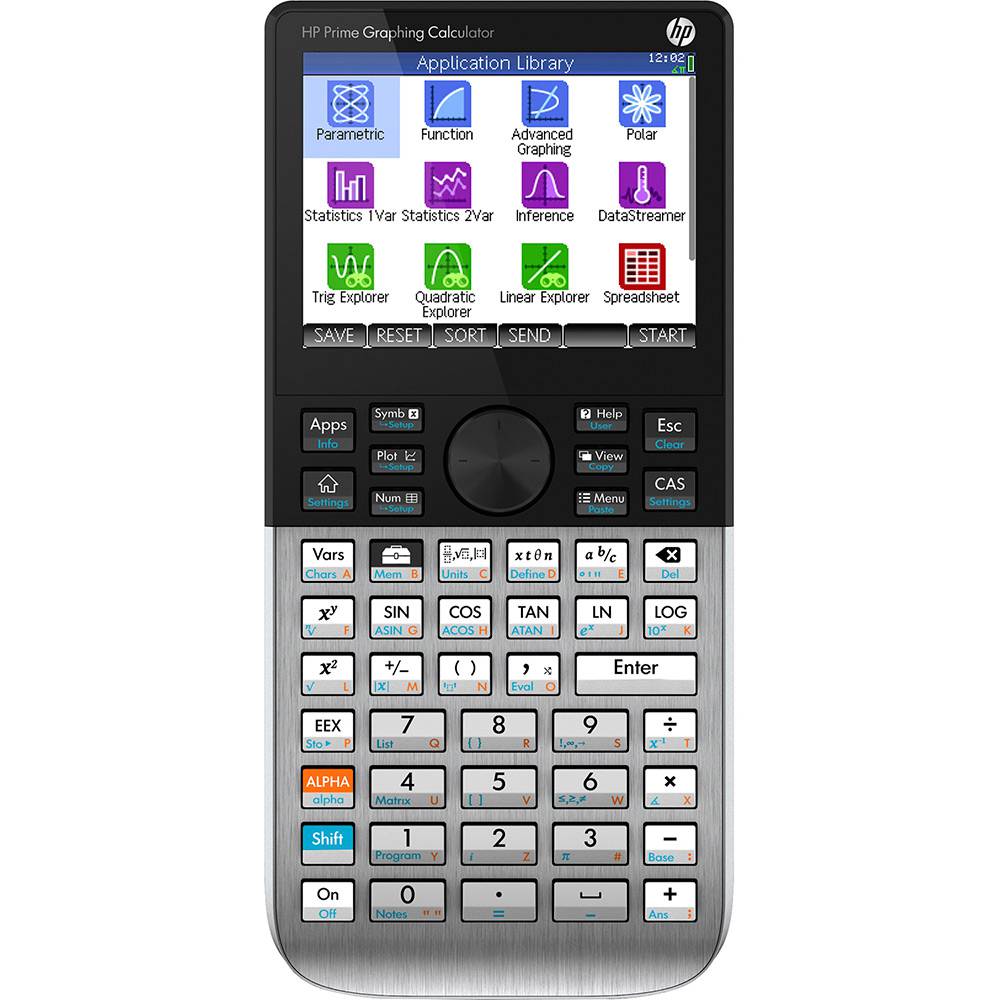 HP Prime Graphing Calculator
hp
Application Library 12:02
Parametric Function Advanced Graphing Polar
Statistics 1Var Statistics 2Var Inference DataStreamer
Trig Explorer Quadratic Explorer Linear Explorer Spreadsheet
SAVE RESET SORT SEND START
Apps Info
Symb Setup
? Help User
Esc Clear
Plot Setup
View Copy
Settings
Num Setup
Menu Paste
CAS Settings
Vars Chars A
Mem B
Units C
x t θ n Define D
a b/c ° ' " E
Del
xʸ ⁿ√ F
SIN ASIN G
COS ACOS H
TAN ATAN I
LN eˣ J
LOG 10ˣ K
x² √ L
+/− |x| M
( ) N
, Eval O
Enter
EEX Sto ▸ P
7 List Q
8 { } R
9 !,∞,→ S
÷ x⁻¹ T
ALPHA alpha
4 Matrix U
5 [ ] V
6 ≤,≥,≠ W
× ∡ X
Shift
1 Program Y
2 i Z
3 π #
− Base :
On Off
0 Notes " "
. =
_
+ Ans ;